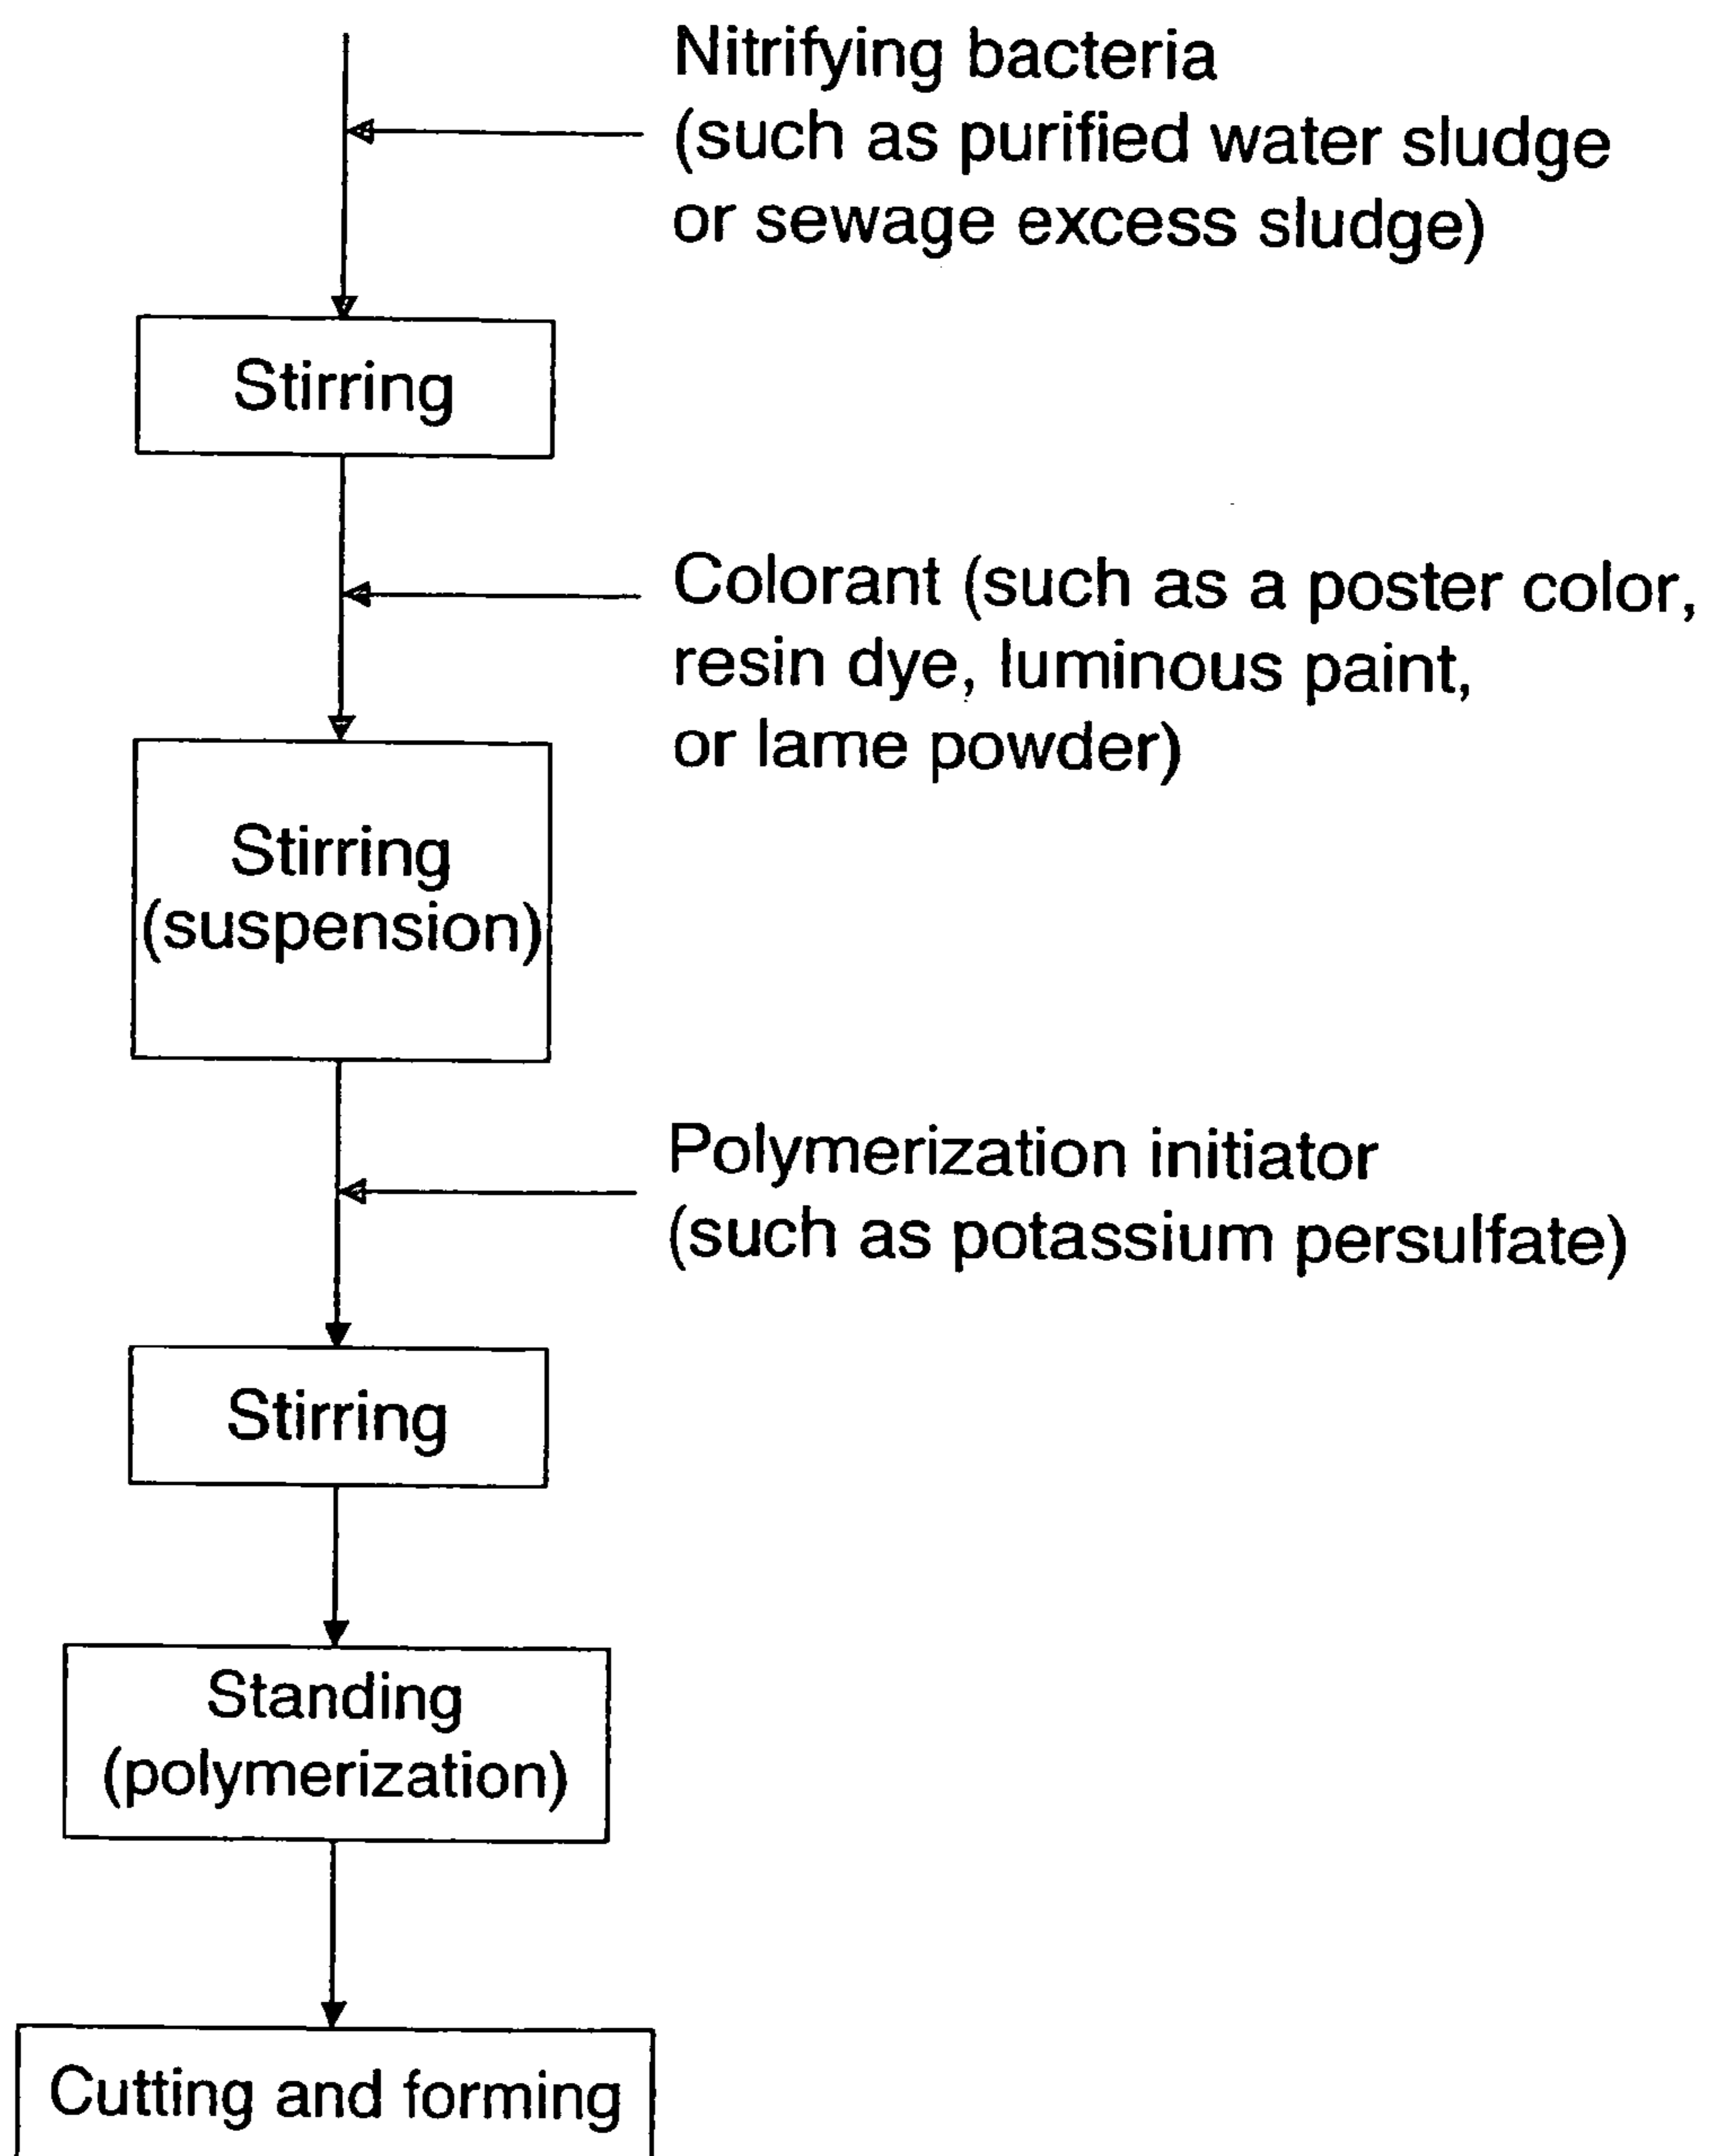 Nitrifying bacteria
(such as purified water sludge
or sewage excess sludge)
Stirring
Colorant (such as a poster color,
resin dye, luminous paint,
or lame powder)
Stirring
(suspension)
Polymerization initiator
(such as potassium persulfate)
Stirring
Standing
(polymerization)
Cutting and forming